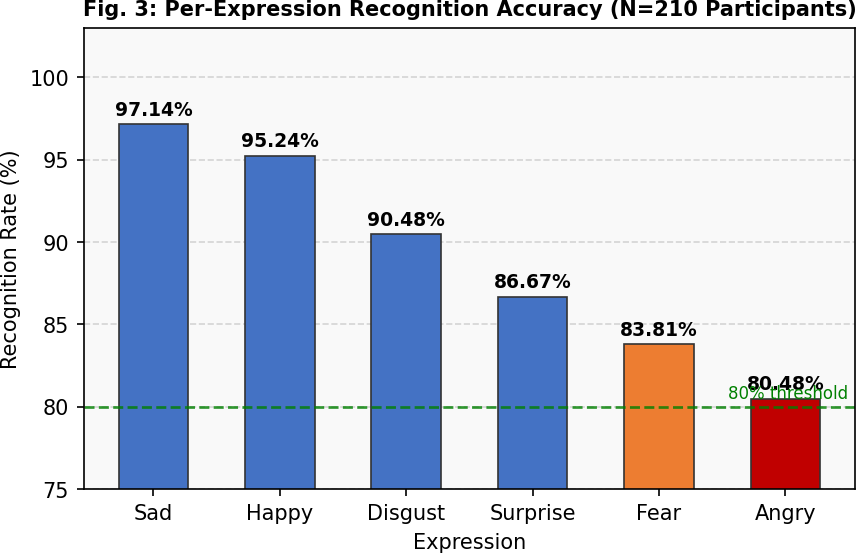 Fig. 3: Per-Expression Recognition Accuracy (N=210 Participants)
Recognition Rate (%)
100
95
90
85
80
75
97.14%
95.24%
90.48%
86.67%
83.81%
80.48%
80% threshold
Sad Happy Disgust Surprise Fear Angry
Expression